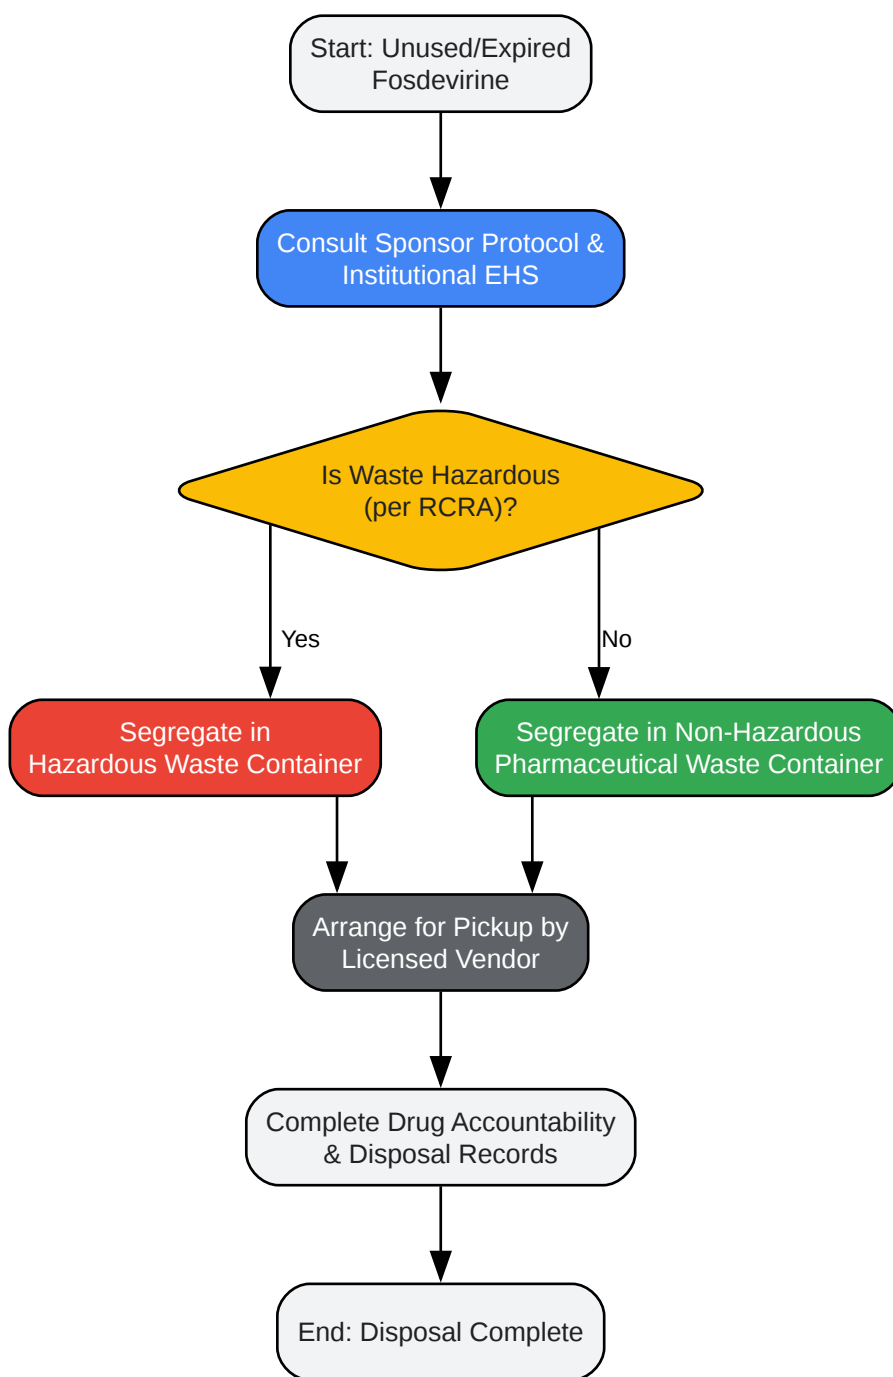 Start: Unused/Expired
Fosdevirine
Consult Sponsor Protocol &
Institutional EHS
Is Waste Hazardous
(per RCRA)?
Yes
No
Segregate in
Hazardous Waste Container
Segregate in Non-Hazardous
Pharmaceutical Waste Container
Arrange for Pickup by
Licensed Vendor
Complete Drug Accountability
& Disposal Records
End: Disposal Complete